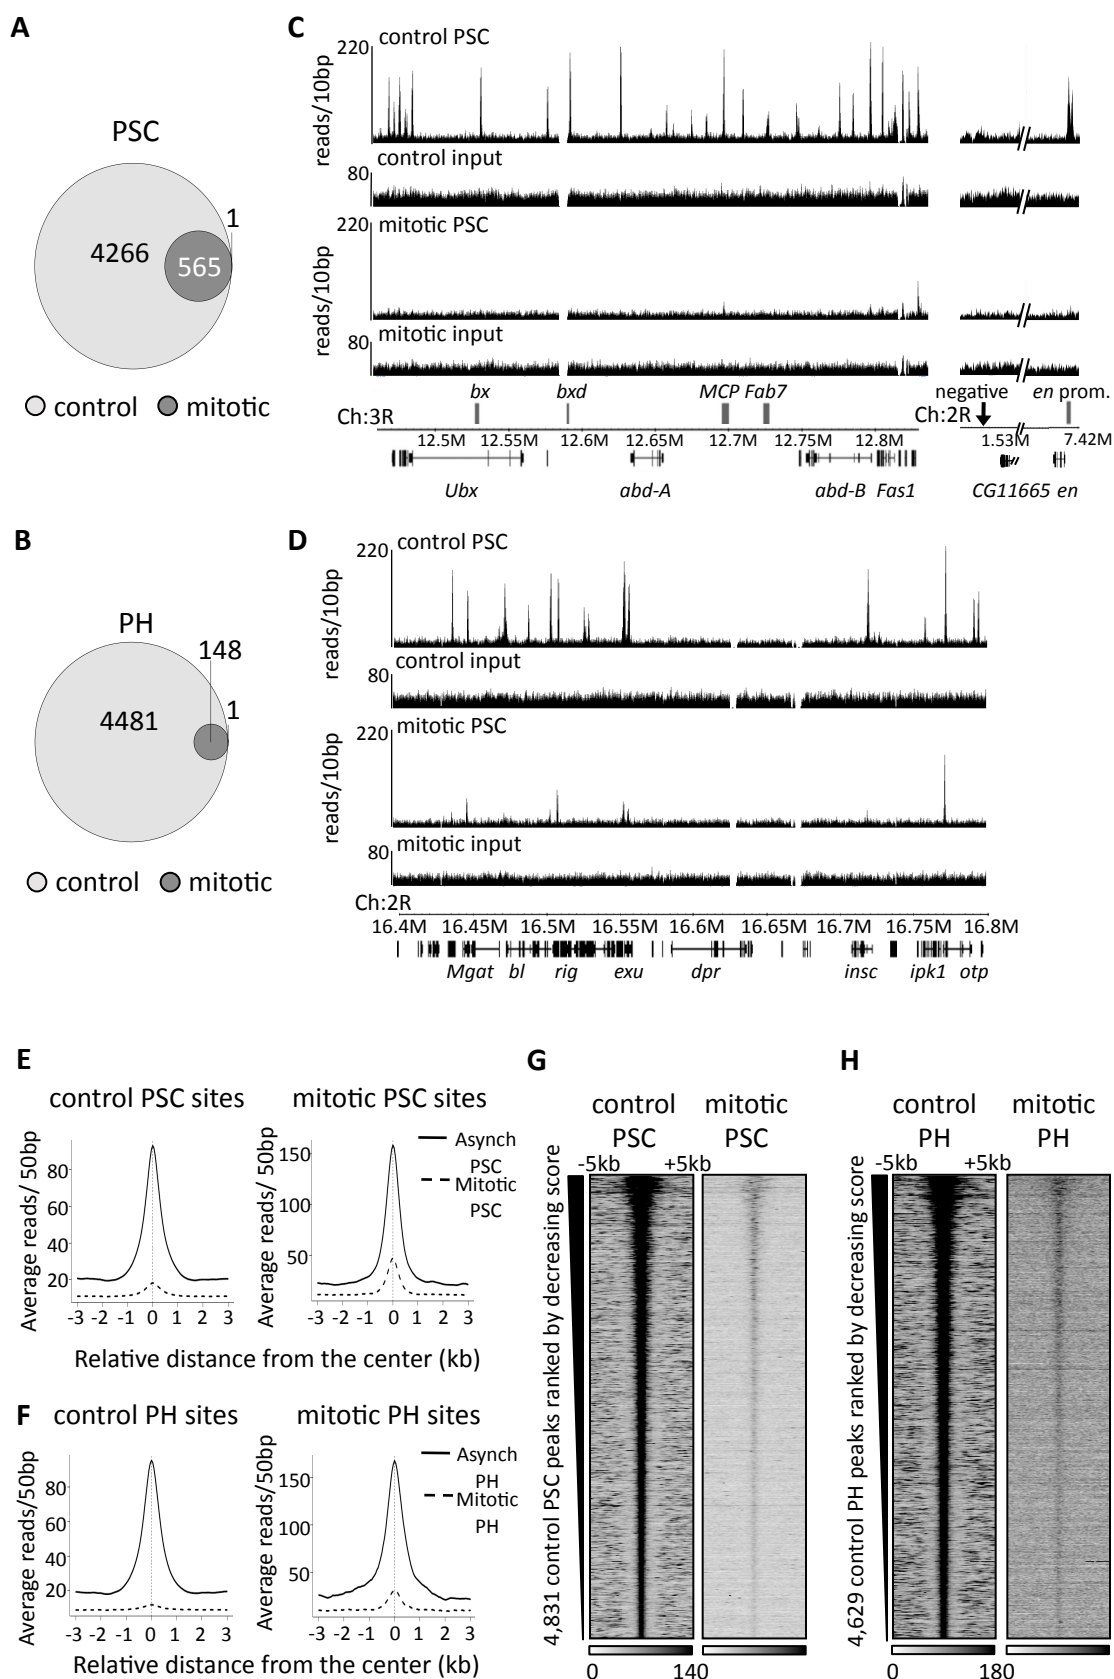 A
PSC
4266
565
1
control mitotic
B
PH
148
4481
1
control mitotic
C
control PSC
220
reads/10bp
control input
80
mitotic PSC
220
reads/10bp
mitotic input
80
bx bxd MCP Fab7 negative en prom.
Ch:3R Ch:2R
12.5M 12.55M 12.6M 12.65M 12.7M 12.75M 12.8M 1.53M 7.42M
Ubx abd-A abd-B Fas1 CG11665 en
D
control PSC
220
reads/10bp
control input
80
mitotic PSC
220
reads/10bp
mitotic input
80
Ch:2R
16.4M 16.45M 16.5M 16.55M 16.6M 16.65M 16.7M 16.75M 16.8M
Mgat bl rig exu dpr insc ipk1 otp
E
control PSC sites mitotic PSC sites
Average reads/ 50bp
80
60
40
20
-3 -2 -1 0 1 2 3
Average reads/ 50bp
150
100
50
-3 -2 -1 0 1 2 3
Asynch
PSC
Mitotic
PSC
Relative distance from the center (kb)
F
control PH sites mitotic PH sites
Average reads/50bp
80
60
40
20
-3 -2 -1 0 1 2 3
Average reads/50bp
150
100
50
-3 -2 -1 0 1 2 3
Asynch
PH
Mitotic
PH
Relative distance from the center (kb)
G
control mitotic
PSC PSC
-5kb +5kb
4,831 control PSC peaks ranked by decreasing score
0 140
H
control mitotic
PH PH
-5kb +5kb
4,629 control PH peaks ranked by decreasing score
0 180